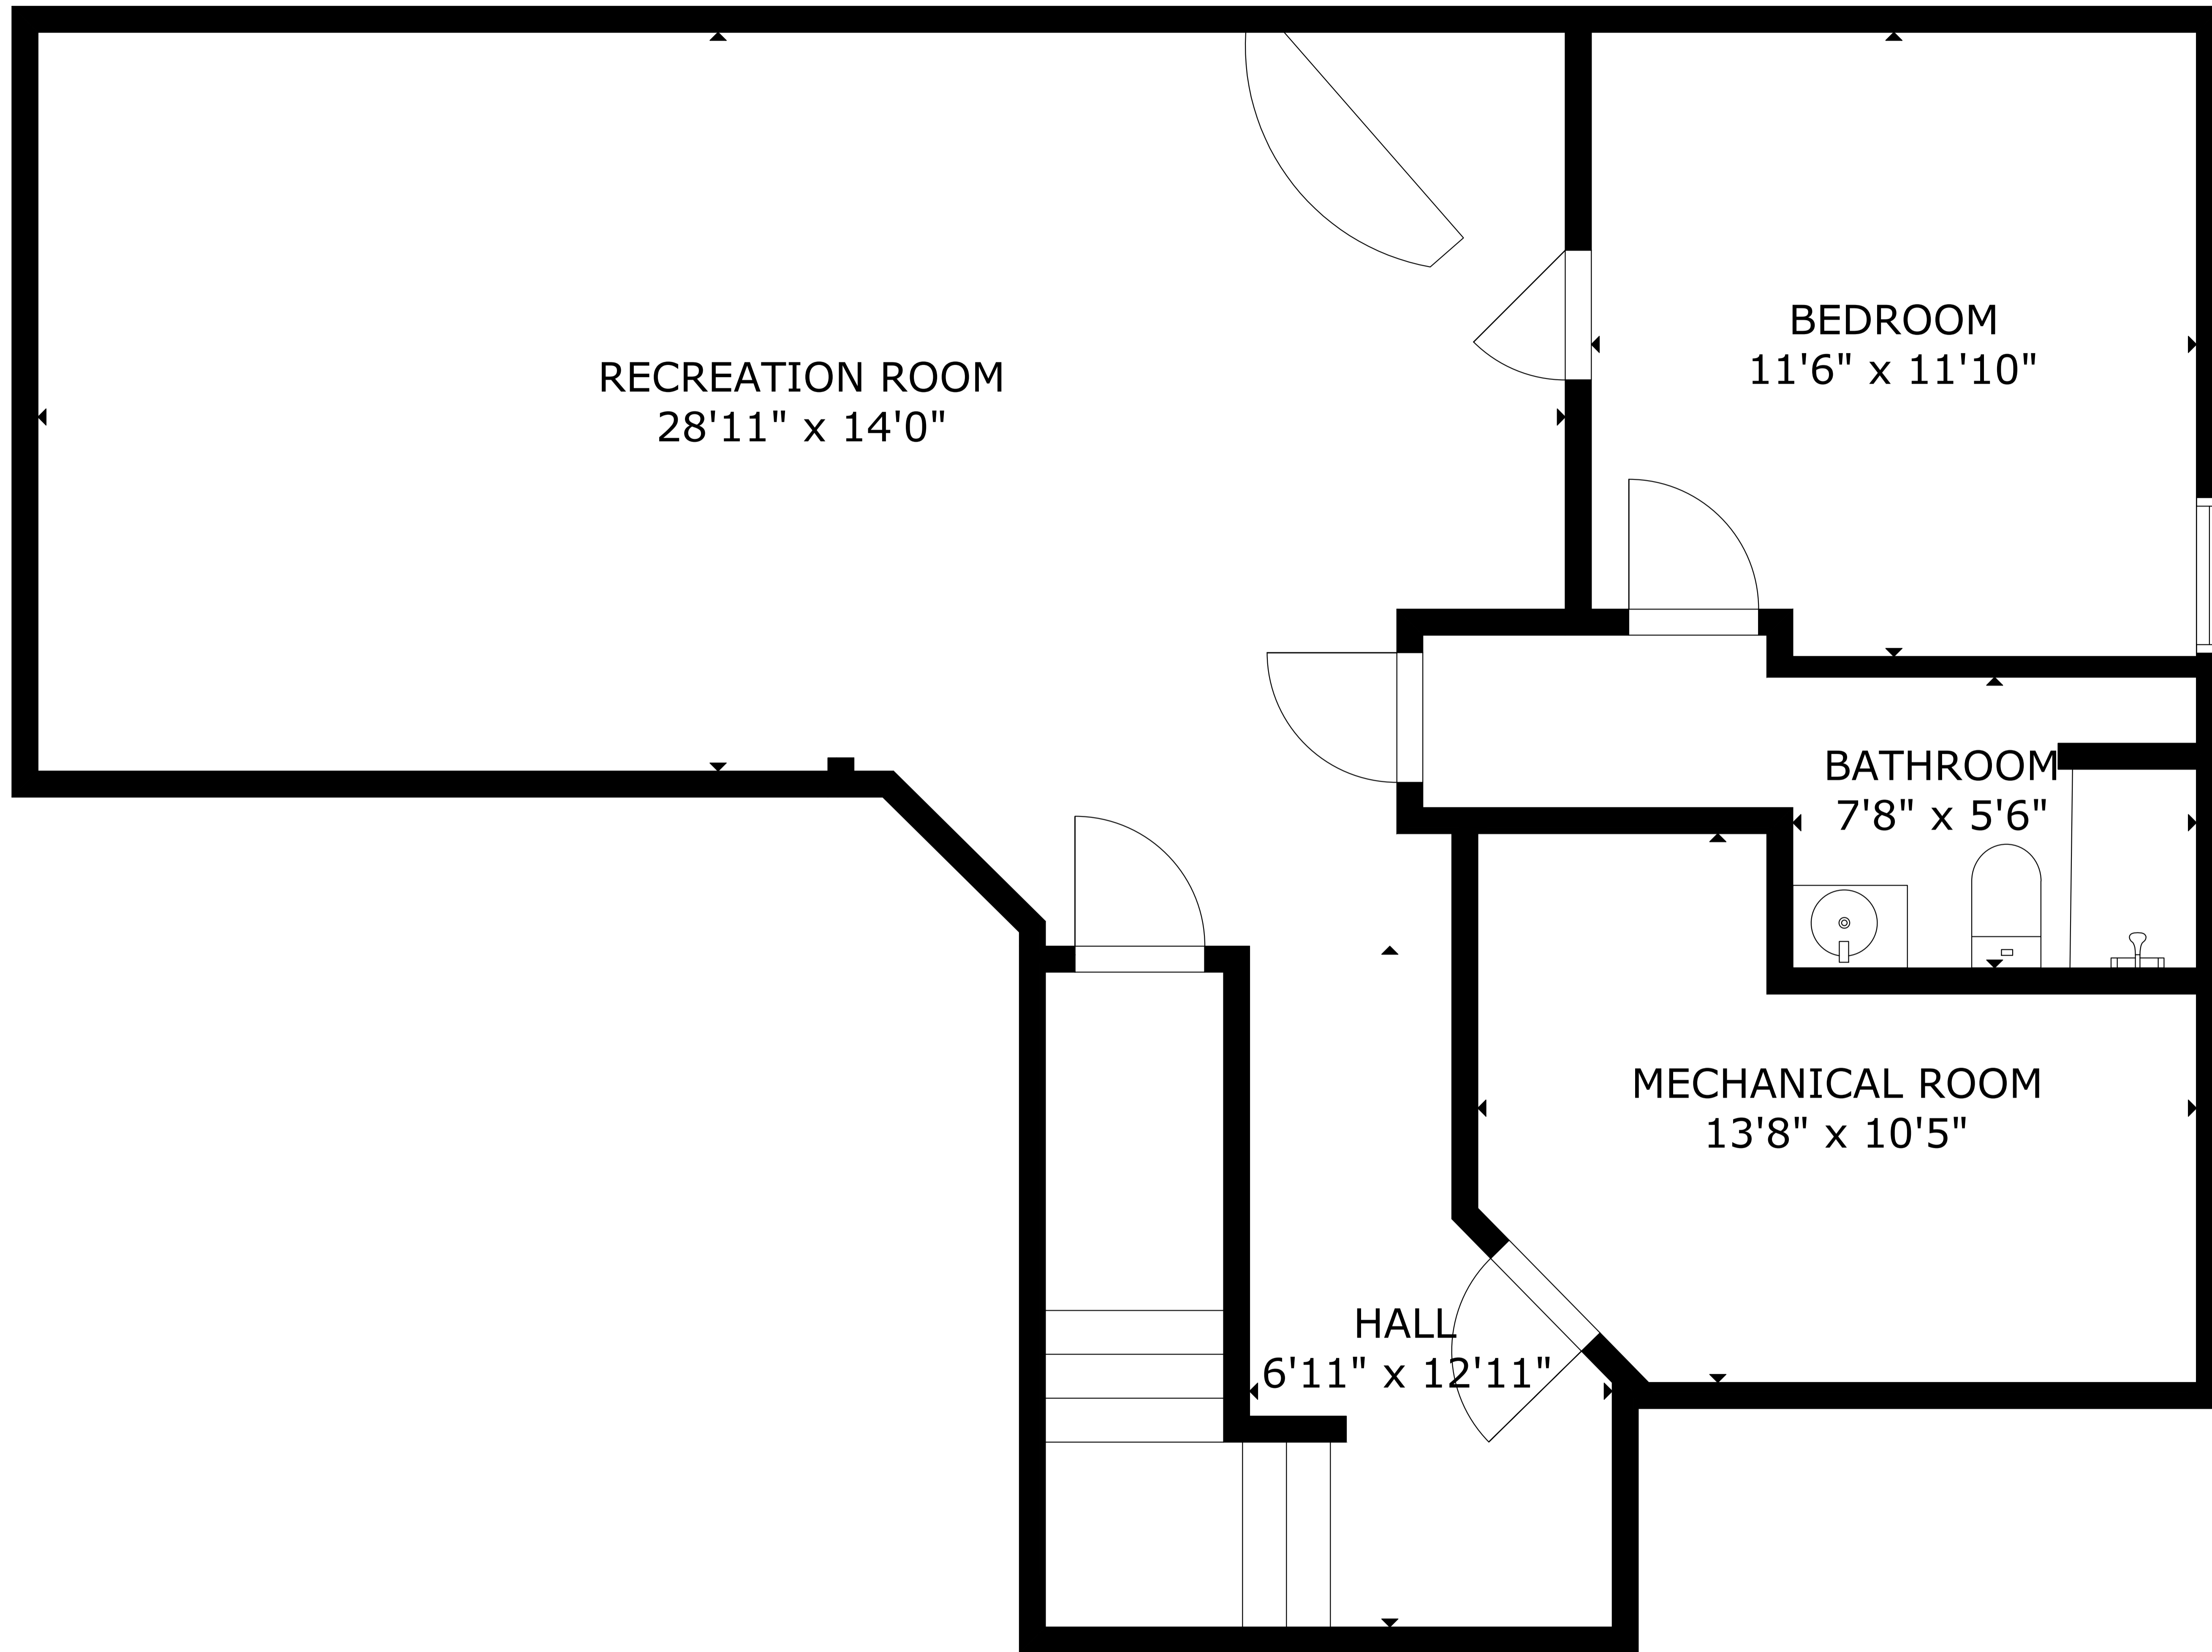 RECREATION ROOM
28'11" x 14'0"
BEDROOM
11'6" x 11'10"
BATHROOM
7'8" x 5'6"
MECHANICAL ROOM
13'8" x 10'5"
HALL
6'11" x 12'11"